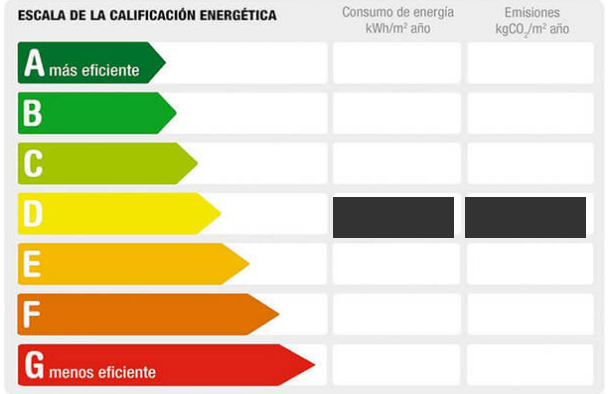 ESCALA DE LA CALIFICACIÓN ENERGÉTICA
Consumo de energía
kWh/m² año
Emisiones
kgCO₂/m² año
A más eficiente
B
C
D
E
F
G menos eficiente